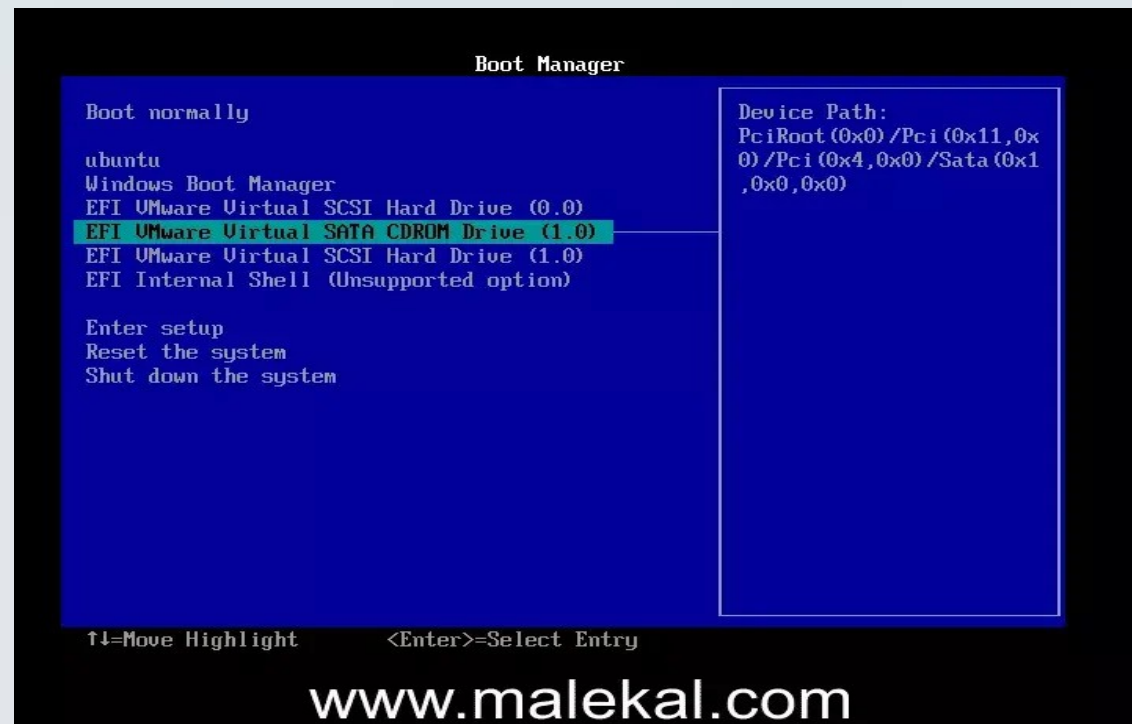 Boot Manager
Boot normally
ubuntu
Windows Boot Manager
EFI VMware Virtual SCSI Hard Drive (0.0)
EFI VMware Virtual SATA CDROM Drive (1.0)
EFI VMware Virtual SCSI Hard Drive (1.0)
EFI Internal Shell (Unsupported option)
Enter setup
Reset the system
Shut down the system
Device Path:
PciRoot(0x0)/Pci(0x11,0x
0)/Pci(0x4,0x0)/Sata(0x1
,0x0,0x0)
↑↓=Move Highlight <Enter>=Select Entry
www.malekal.com